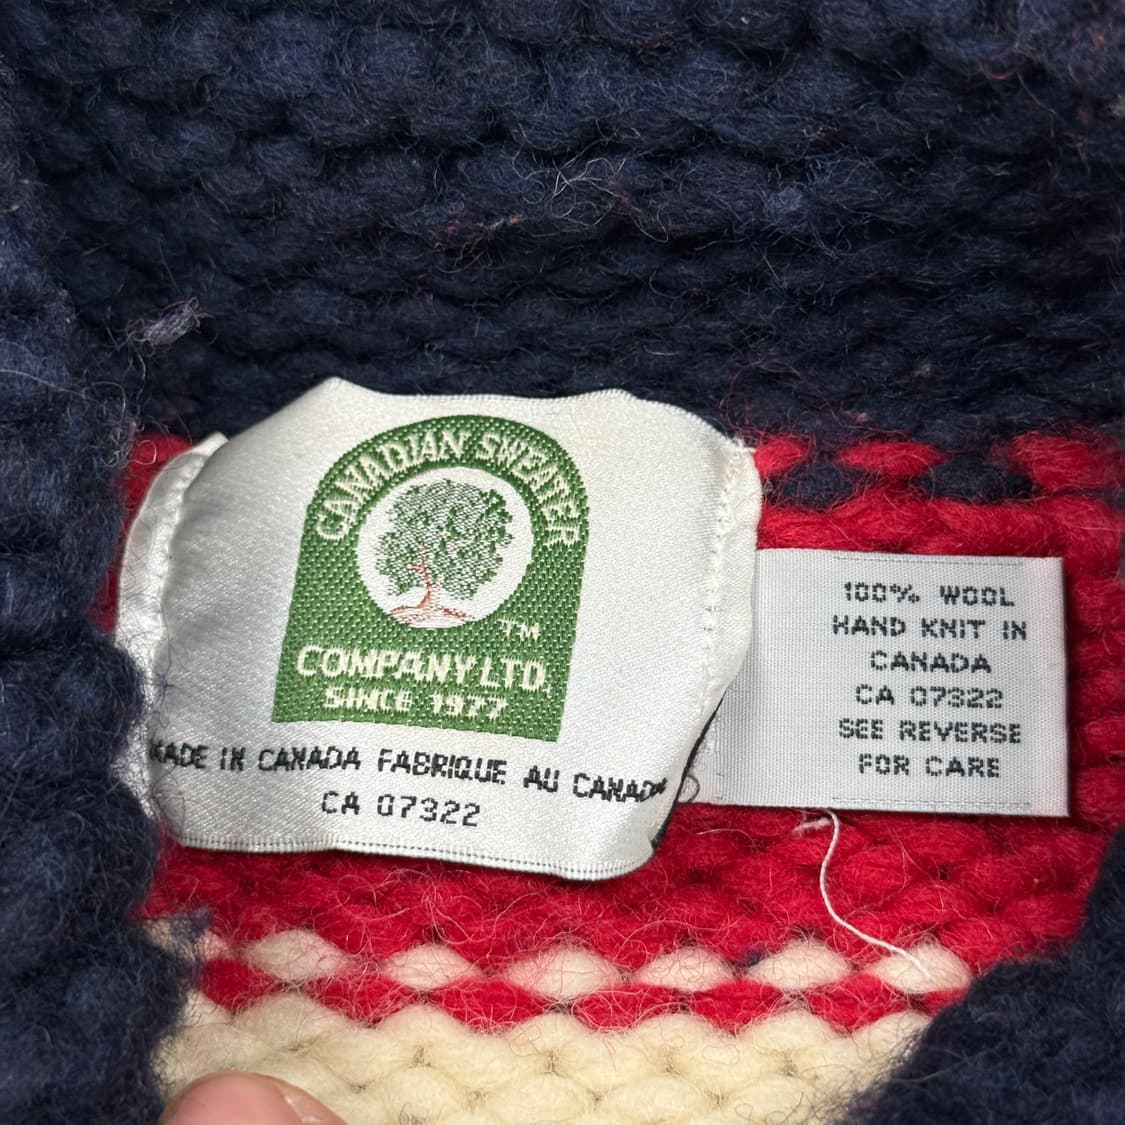 CANADIAN SWEATER
TM
COMPANY LTD.
SINCE 1977
MADE IN CANADA FABRIQUE AU CANADA
CA 07322
100% WOOL
HAND KNIT IN
CANADA
CA 07322
SEE REVERSE
FOR CARE